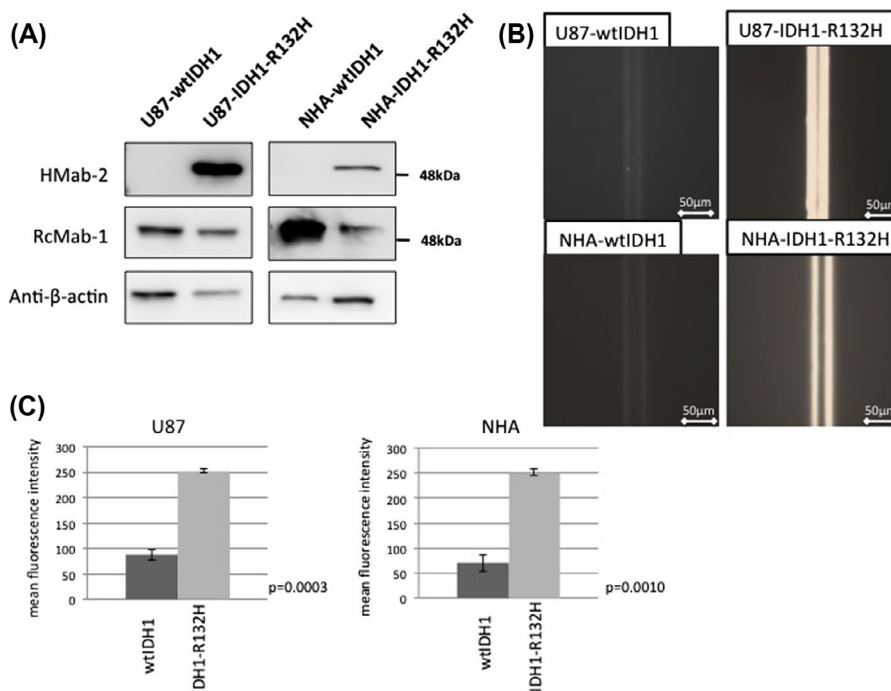 (A)
U87-wtIDH1
U87-IDH1-R132H
NHA-wtIDH1
NHA-IDH1-R132H
HMab-2
48kDa
RcMab-1
48kDa
Anti-β-actin
(B)
U87-wtIDH1
U87-IDH1-R132H
50μm
50μm
NHA-wtIDH1
NHA-IDH1-R132H
50μm
50μm
(C)
U87
mean fluorescence intensity
300
250
200
150
100
50
0
wtIDH1
DH1-R132H
p=0.0003
NHA
mean fluorescence intensity
300
250
200
150
100
50
0
wtIDH1
IDH1-R132H
p=0.0010